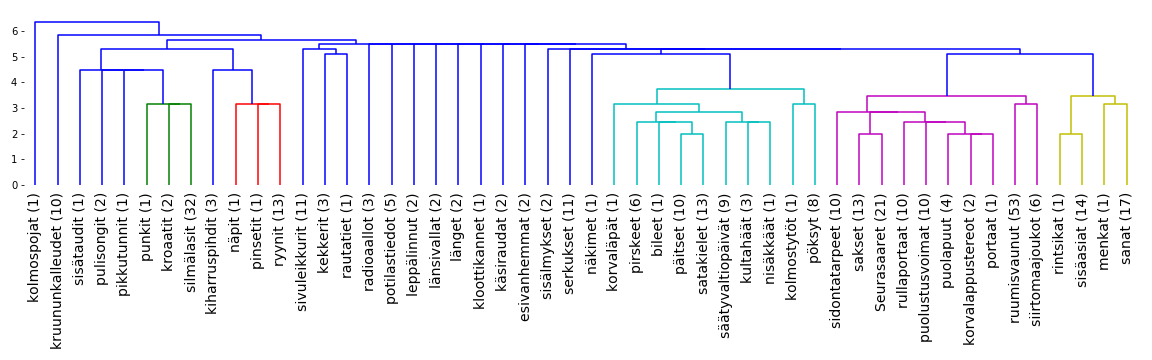 6
5
4
3
2
1
0
kolmospojat (1)
kruununkalleudet (10)
sisätaudit (1)
pulisongit (2)
pikkutunnit (1)
punkit (1)
kroaatit (2)
silmälasit (32)
kiharruspihdit (3)
näpit (1)
pinsetit (1)
ryynit (13)
sivuleikkurit (11)
kekkerit (3)
rautatiet (1)
radioaallot (3)
potilastiedot (5)
leppälinnut (2)
länsivallat (2)
länget (2)
kloottikannet (1)
käsiraudat (2)
esivanhemmat (2)
sisälmykset (2)
serkukset (11)
näkimet (1)
korvaläpät (1)
pirskeet (6)
bileet (1)
päitset (10)
satakielet (13)
säätyvaltiopäivät (9)
kultahäät (3)
nisäkkäät (1)
kolmostytöt (1)
pöksyt (8)
sidontatarpeet (10)
sakset (13)
Seurasaaret (21)
rullaportaat (10)
puolustusvoimat (10)
puolapuut (4)
korvalappustereot (2)
portaat (1)
ruumisvaunut (53)
siirtomaajoukot (6)
rintsikat (1)
sisäasiat (14)
menkat (1)
sanat (17)